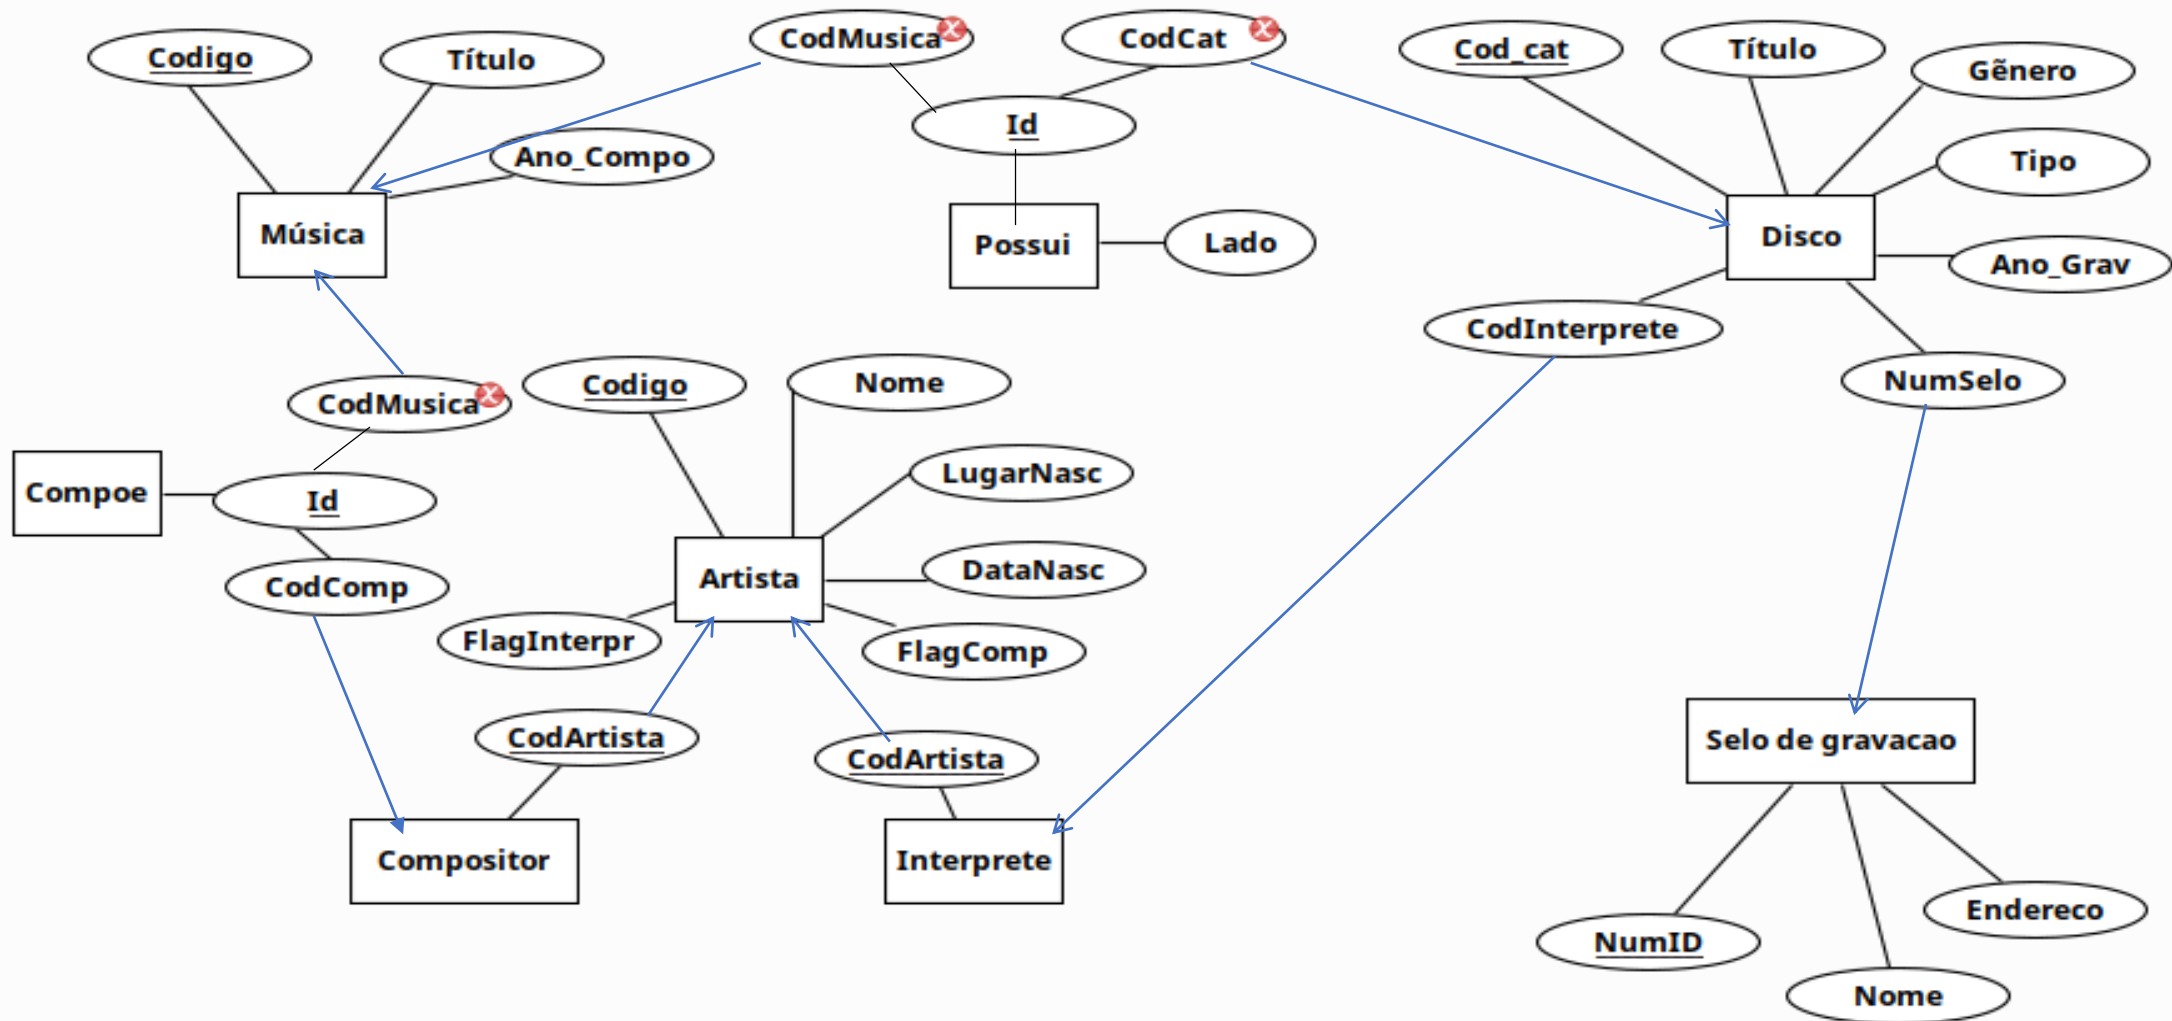 Codigo
Título
CodMusica
CodCat
Cod_cat
Título
Gẽnero
Id
Ano_Compo
Tipo
Música
Possui
Lado
Disco
Ano_Grav
CodInterprete
NumSelo
CodMusica
Codigo
Nome
LugarNasc
Compoe
Id
CodComp
Artista
DataNasc
FlagInterpr
FlagComp
CodArtista
CodArtista
Selo de gravacao
Compositor
Interprete
NumID
Endereco
Nome